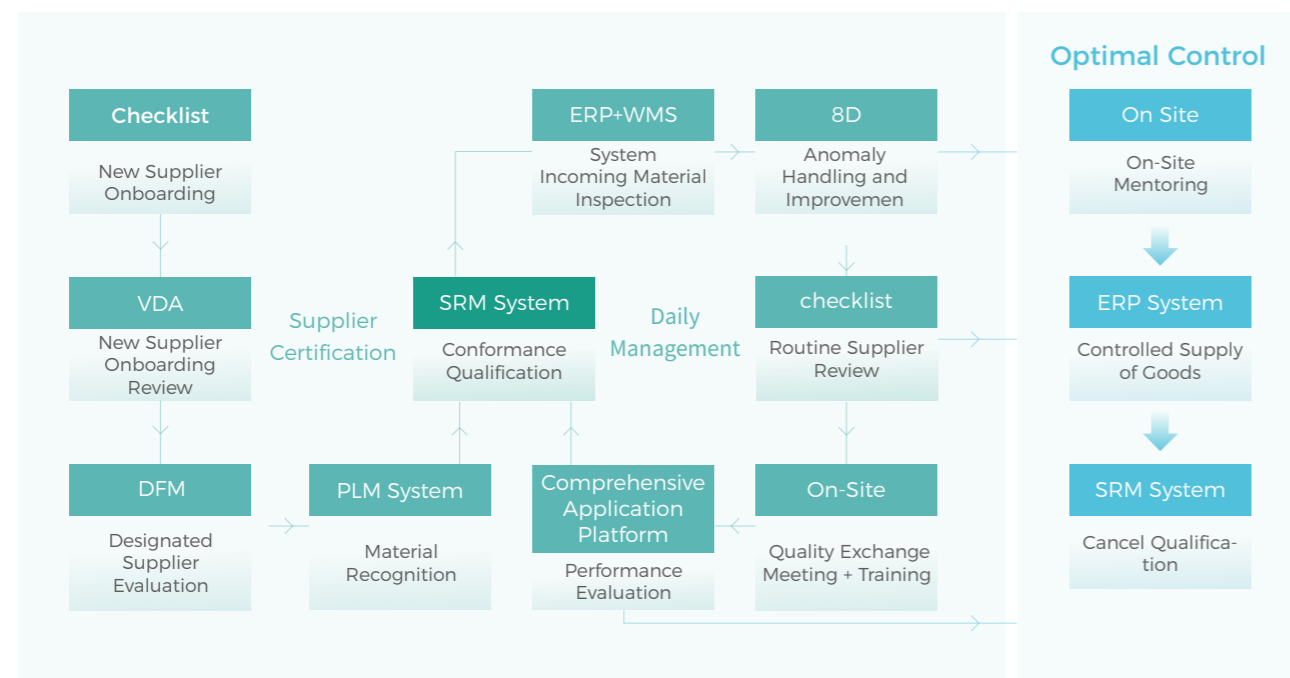 Checklist
New Supplier
Onboarding
VDA
New Supplier
Onboarding
Review
DFM
Designated
Supplier
Evaluation
Supplier
Certification
PLM System
Material
Recognition
SRM System
Conformance
Qualification
ERP+WMS
System
Incoming Material
Inspection
8D
Anomaly
Handling and
Improvemen
Daily
Management
checklist
Routine Supplier
Review
On-Site
Quality Exchange
Meeting + Training
Comprehensive
Application
Platform
Performance
Evaluation
Optimal Control
On Site
On-Site
Mentoring
ERP System
Controlled Supply
of Goods
SRM System
Cancel Qualifica-
tion